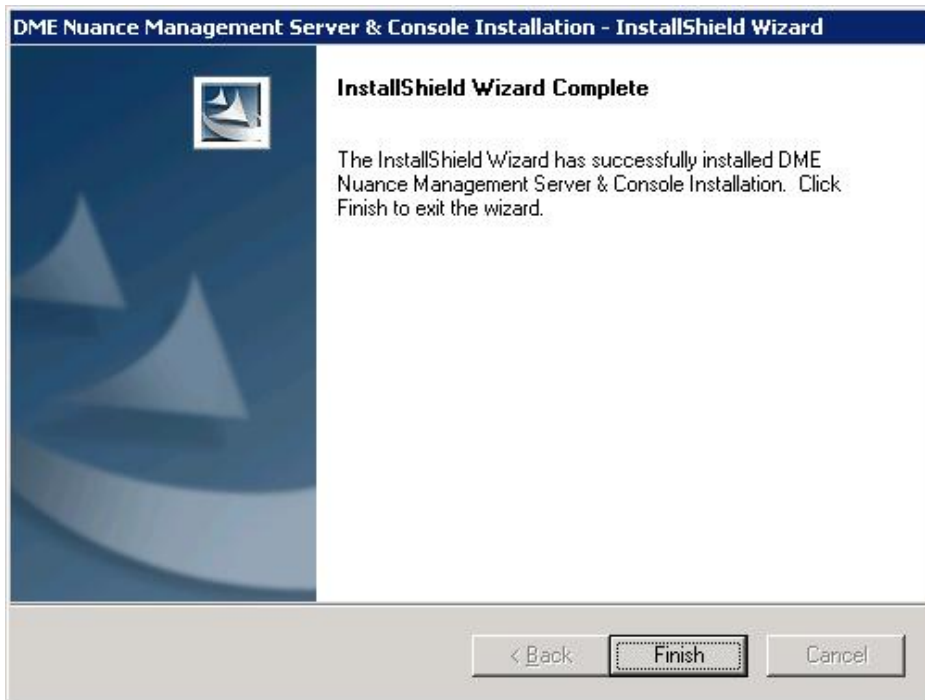 DME Nuance Management Server & Console Installation - InstallShield Wizard
InstallShield Wizard Complete
The InstallShield Wizard has successfully installed DME
Nuance Management Server & Console Installation. Click
Finish to exit the wizard.
< Back
Finish
Cancel